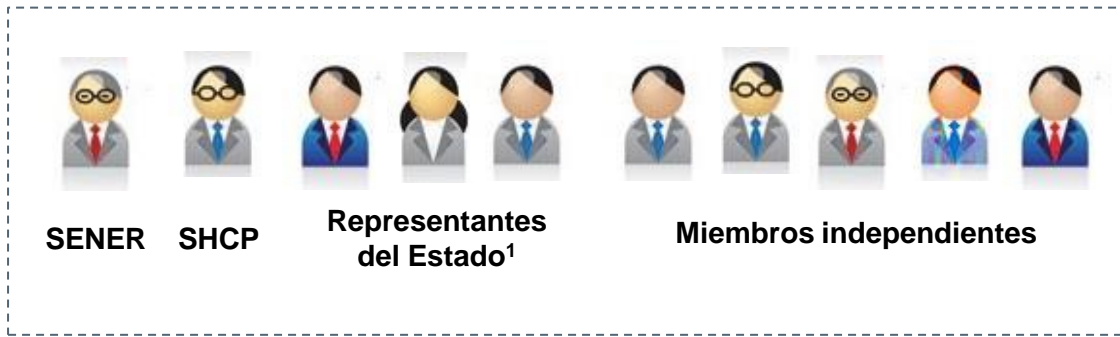 SENER
SHCP
Representantes
del Estado¹
Miembros independientes